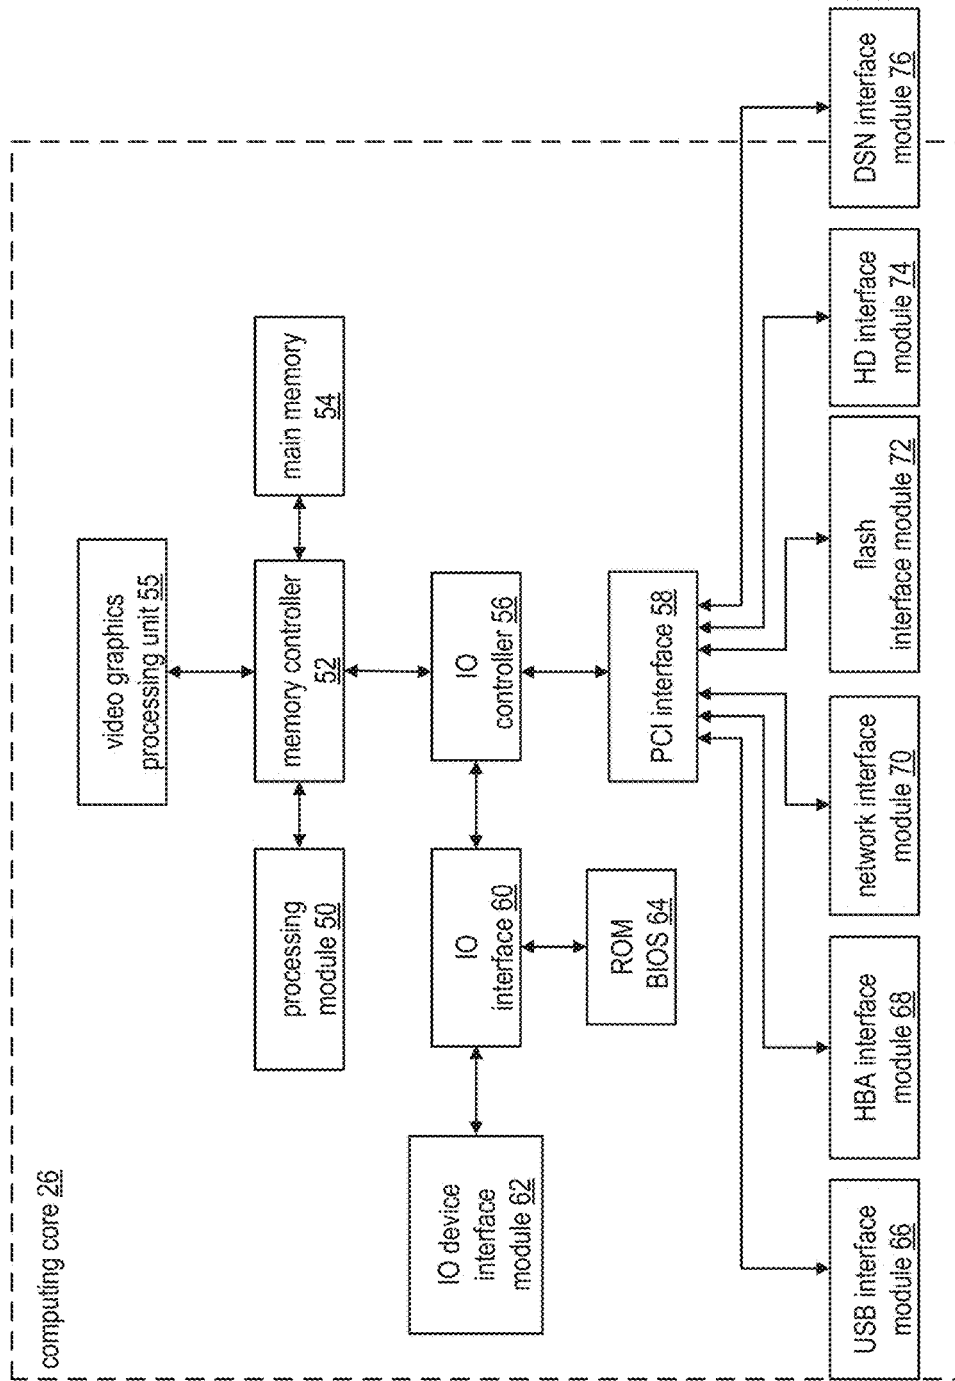 computing core 26
video graphics
processing unit 55
processing
module 50
memory controller
52
main memory
54
IO device
interface
module 62
IO
interface 60
IO
controller 56
ROM
BIOS 64
PCI interface 58
USB interface
module 66
HBA interface
module 68
network interface
module 70
flash
interface module 72
HD interface
module 74
DSN interface
module 76